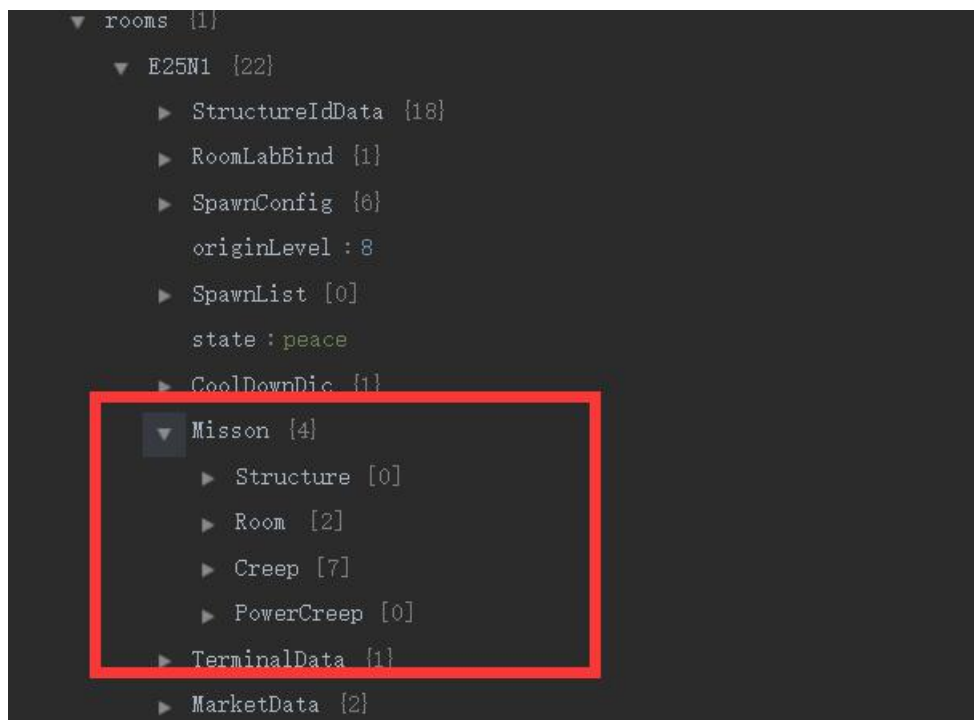 ▼ rooms {1}
▼ E25N1 {22}
▶ StructureIdData {18}
▶ RoomLabBind {1}
▶ SpawnConfig {6}
originLevel : 8
▶ SpawnList [0]
state : peace
▶ CoolDownDic {1}
▼ Misson {4}
▶ Structure [0]
▶ Room [2]
▶ Creep [7]
▶ PowerCreep [0]
▶ TerminalData {1}
▶ MarketData {2}